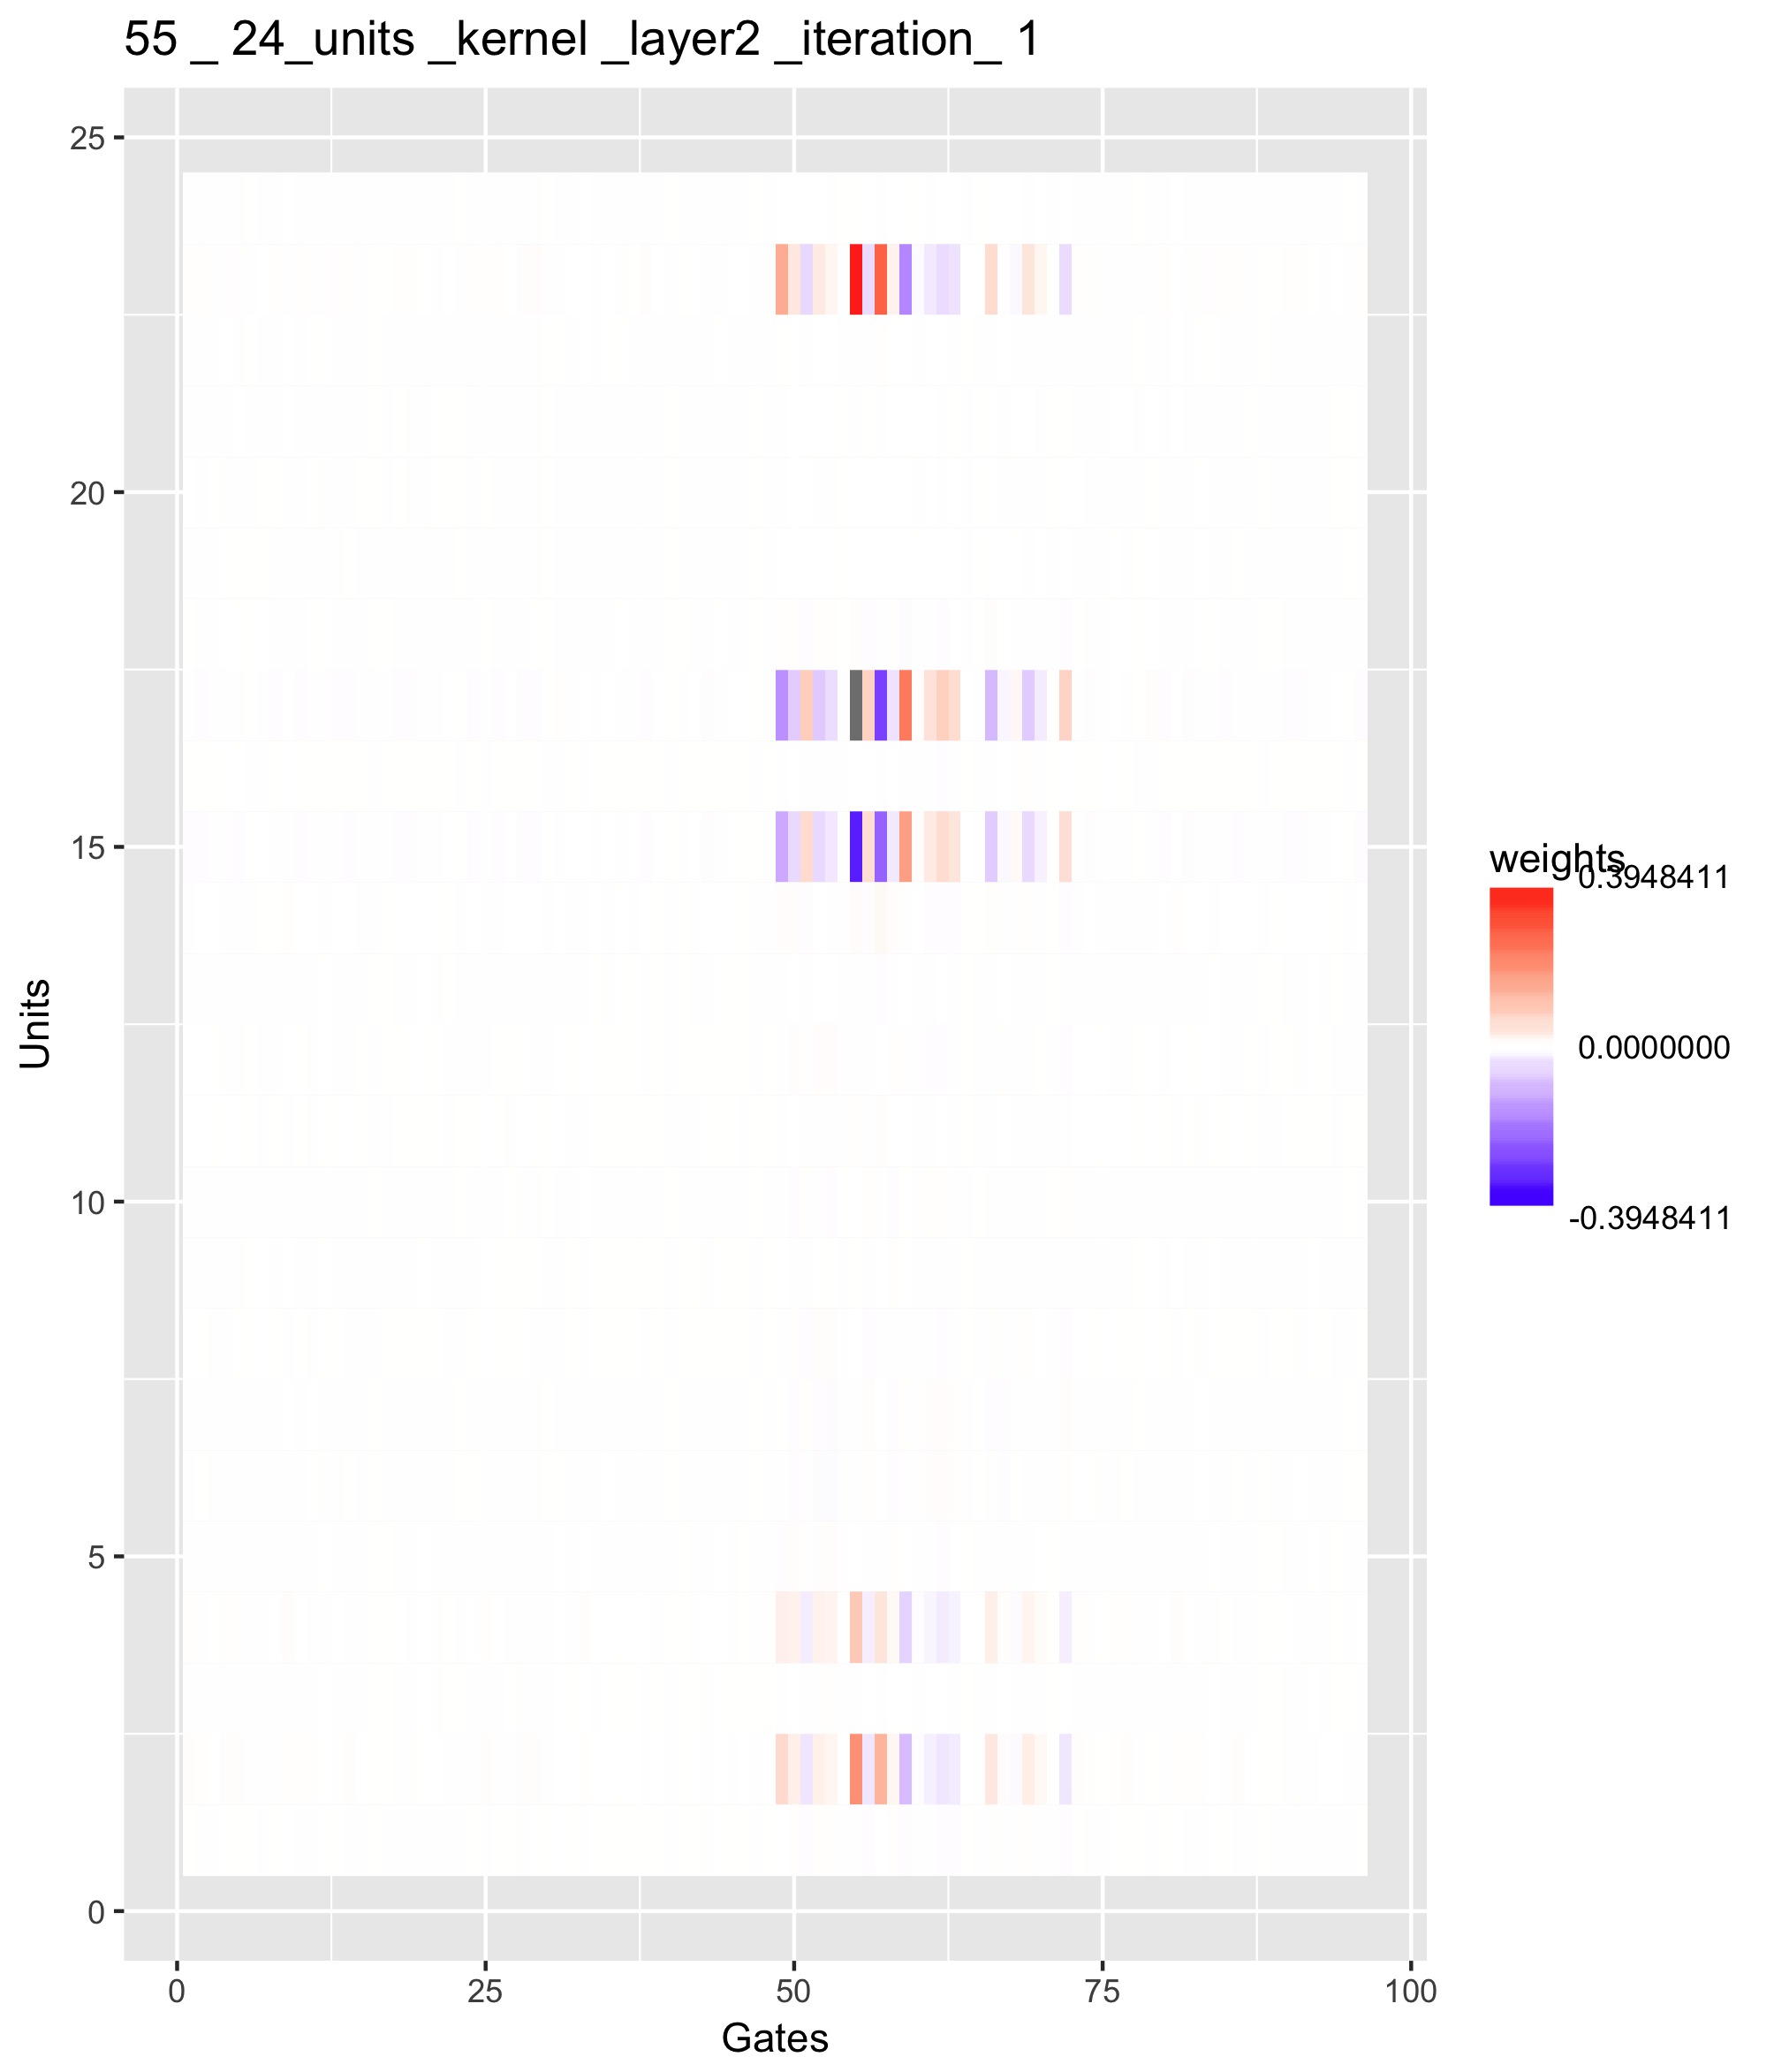 55 _ 24_units _kernel _layer2 _iteration_ 1
25
20
15
10
5
0
Units
0 25 50 75 100
Gates
weights
0.3948411
0.0000000
-0.3948411